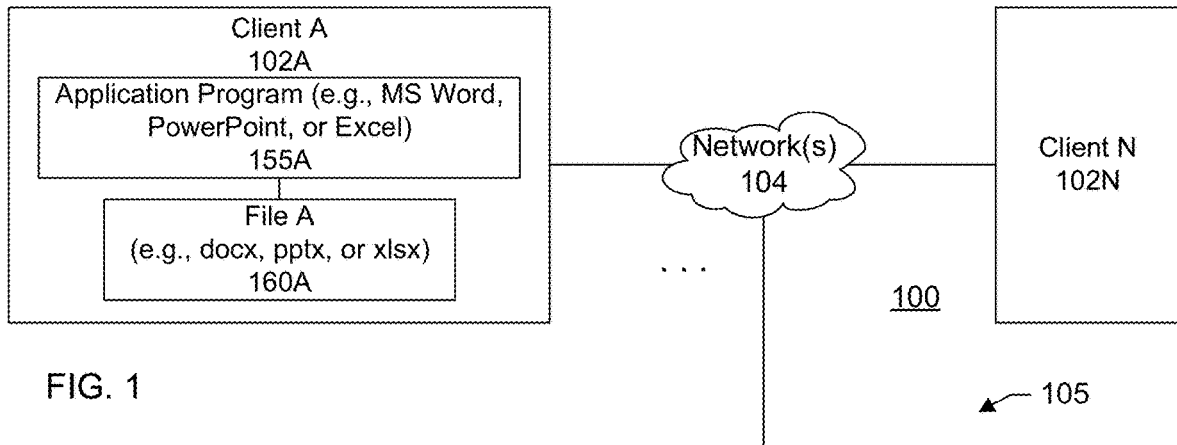 Client A
102A
Application Program (e.g., MS Word,
PowerPoint, or Excel)
155A
File A
(e.g., docx, pptx, or xlsx)
160A
Network(s)
104
Client N
102N
. . .
100
FIG. 1
105